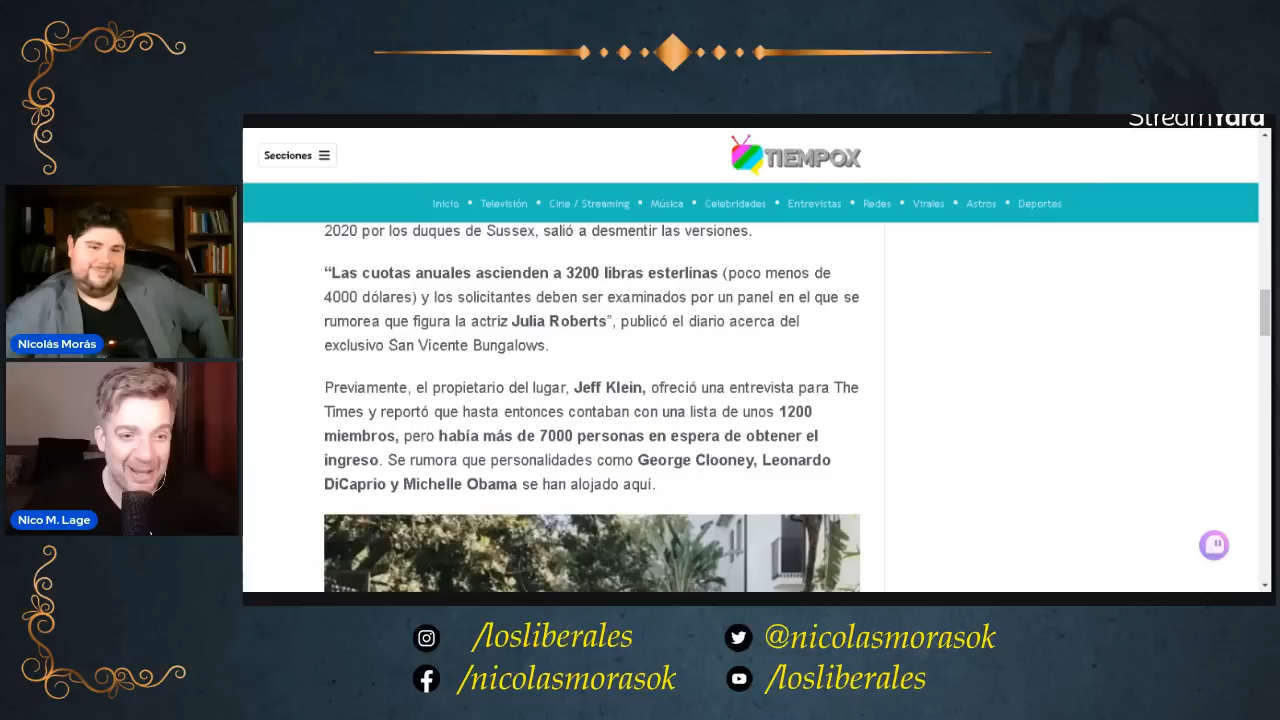 StreamYard
Secciones
TIEMPOX
Inicio • Televisión • Cine / Streaming • Música • Celebridades • Entrevistas • Redes • Virales • Astros • Deportes
2020 por los duques de Sussex, salió a desmentir las versiones.
“Las cuotas anuales ascienden a 3200 libras esterlinas (poco menos de
4000 dólares) y los solicitantes deben ser examinados por un panel en el que se
rumorea que figura la actriz Julia Roberts”, publicó el diario acerca del
exclusivo San Vicente Bungalows.
Previamente, el propietario del lugar, Jeff Klein, ofreció una entrevista para The
Times y reportó que hasta entonces contaban con una lista de unos 1200
miembros, pero había más de 7000 personas en espera de obtener el
ingreso. Se rumora que personalidades como George Clooney, Leonardo
DiCaprio y Michelle Obama se han alojado aquí.
Nicolás Morás
Nico M. Lage
/losliberales
@nicolasmorasok
/nicolasmorasok
/losliberales